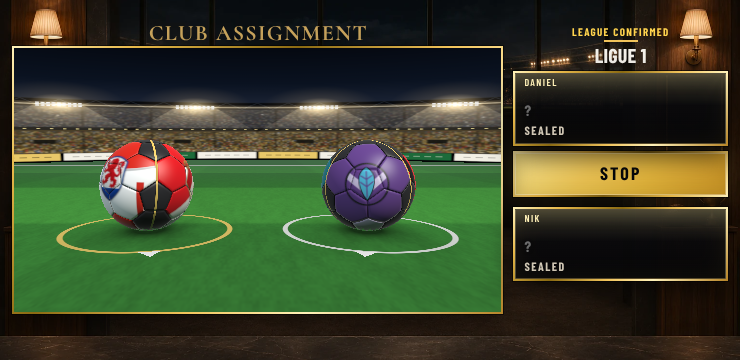 CLUB ASSIGNMENT
LEAGUE CONFIRMED
LIGUE 1
DANIEL
?
SEALED
STOP
NIK
?
SEALED